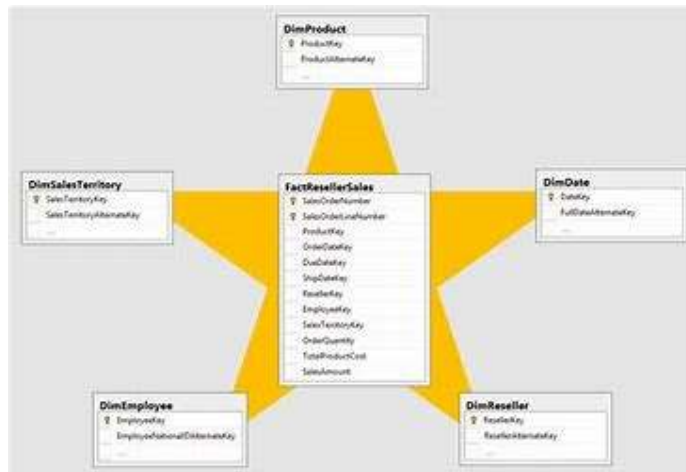 DimProduct
ProductKey
ProductAlternateKey
...
DimSalesTerritory
SalesTerritoryKey
SalesTerritoryAlternateKey
...
FactResellerSales
SalesOrderNumber
SalesOrderLineNumber
ProductKey
OrderDateKey
DueDateKey
ShipDateKey
ResellerKey
EmployeeKey
SalesTerritoryKey
OrderQuantity
TotalProductCost
SalesAmount
DimDate
DateKey
FullDateAlternateKey
...
DimEmployee
EmployeeKey
EmployeeNationalIDAlternateKey
...
DimReseller
ResellerKey
ResellerAlternateKey
...